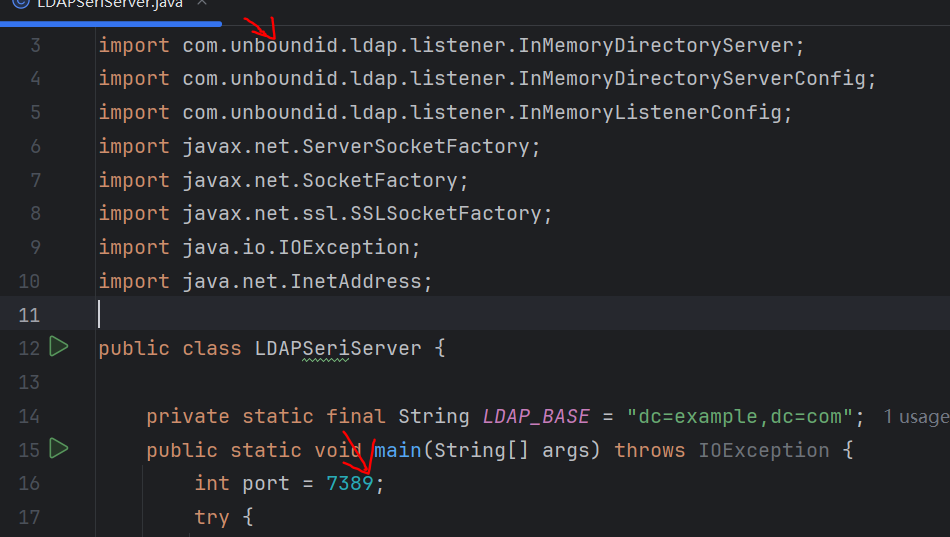 LDAPSeriServer.java
3 import com.unboundid.ldap.listener.InMemoryDirectoryServer;
4 import com.unboundid.ldap.listener.InMemoryDirectoryServerConfig;
5 import com.unboundid.ldap.listener.InMemoryListenerConfig;
6 import javax.net.ServerSocketFactory;
7 import javax.net.SocketFactory;
8 import javax.net.ssl.SSLSocketFactory;
9 import java.io.IOException;
10 import java.net.InetAddress;
11
12 public class LDAPSeriServer {
13
14 private static final String LDAP_BASE = "dc=example,dc=com"; 1 usage
15 public static void main(String[] args) throws IOException {
16 int port = 7389;
17 try {